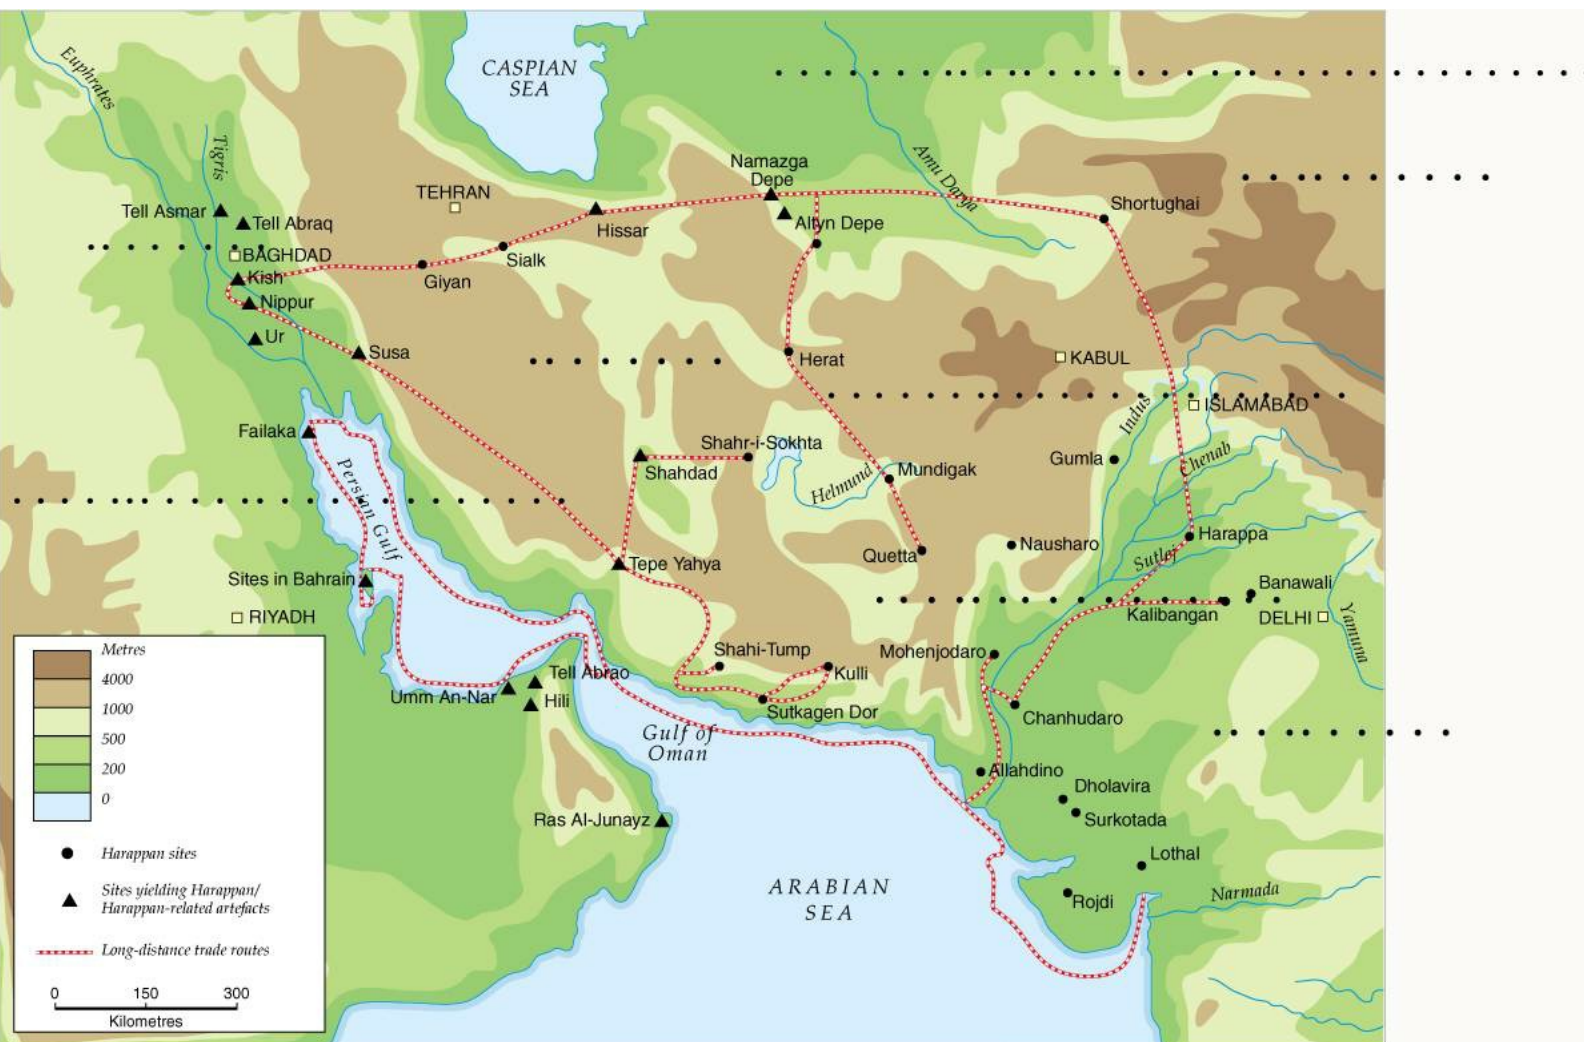 CASPIAN
SEA
Euphrates
Tigris
Amu Darya
TEHRAN
Namazga
Depe
Tell Asmar
Tell Abraq
Altyn Depe
Shortughai
Hissar
BAGHDAD
Sialk
Kish
Giyan
Nippur
Ur
Susa
Herat
KABUL
Indus
ISLAMABAD
Failaka
Shahr-i-Sokhta
Shahdad
Persian Gulf
Helmund
Mundigak
Gumla
Chenab
Quetta
Nausharo
Harappa
Sutlej
Tepe Yahya
Sites in Bahrain
Banawali
Kalibangan
DELHI
Yamuna
RIYADH
Shahi-Tump
Kulli
Mohenjodaro
Tell Abrao
Umm An-Nar
Hili
Sutkagen Dor
Chanhudaro
Gulf of
Oman
Allahdino
Dholavira
Surkotada
Ras Al-Junayz
Lothal
Rojdi
Narmada
ARABIAN
SEA
Metres
4000
1000
500
200
0
Harappan sites
Sites yielding Harappan/
Harappan-related artefacts
Long-distance trade routes
0 150 300
Kilometres